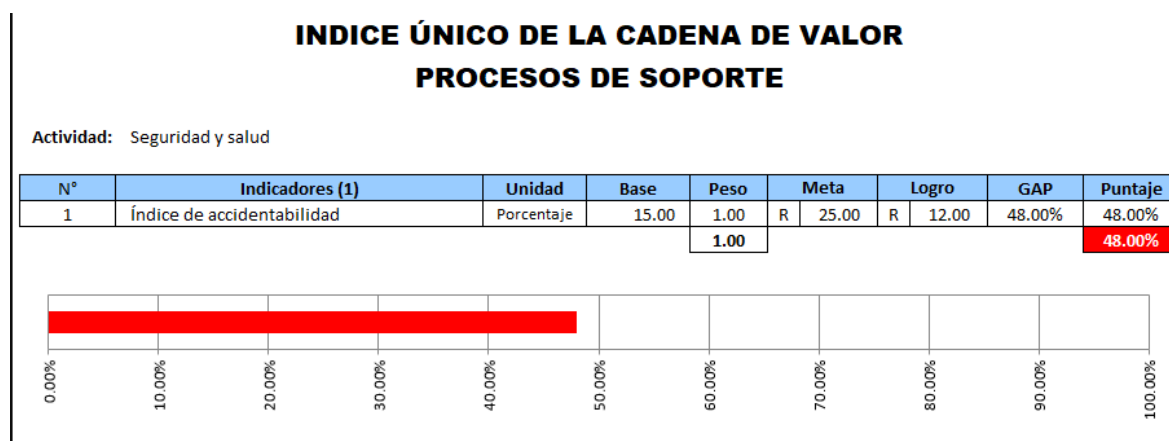 INDICE ÚNICO DE LA CADENA DE VALOR
PROCESOS DE SOPORTE
Actividad: Seguridad y salud
N° Indicadores (1) Unidad Base Peso Meta Logro GAP Puntaje
1 Índice de accidentabilidad Porcentaje 15.00 1.00 R 25.00 R 12.00 48.00% 48.00%
1.00 48.00%
0.00% 10.00% 20.00% 30.00% 40.00% 50.00% 60.00% 70.00% 80.00% 90.00% 100.00%